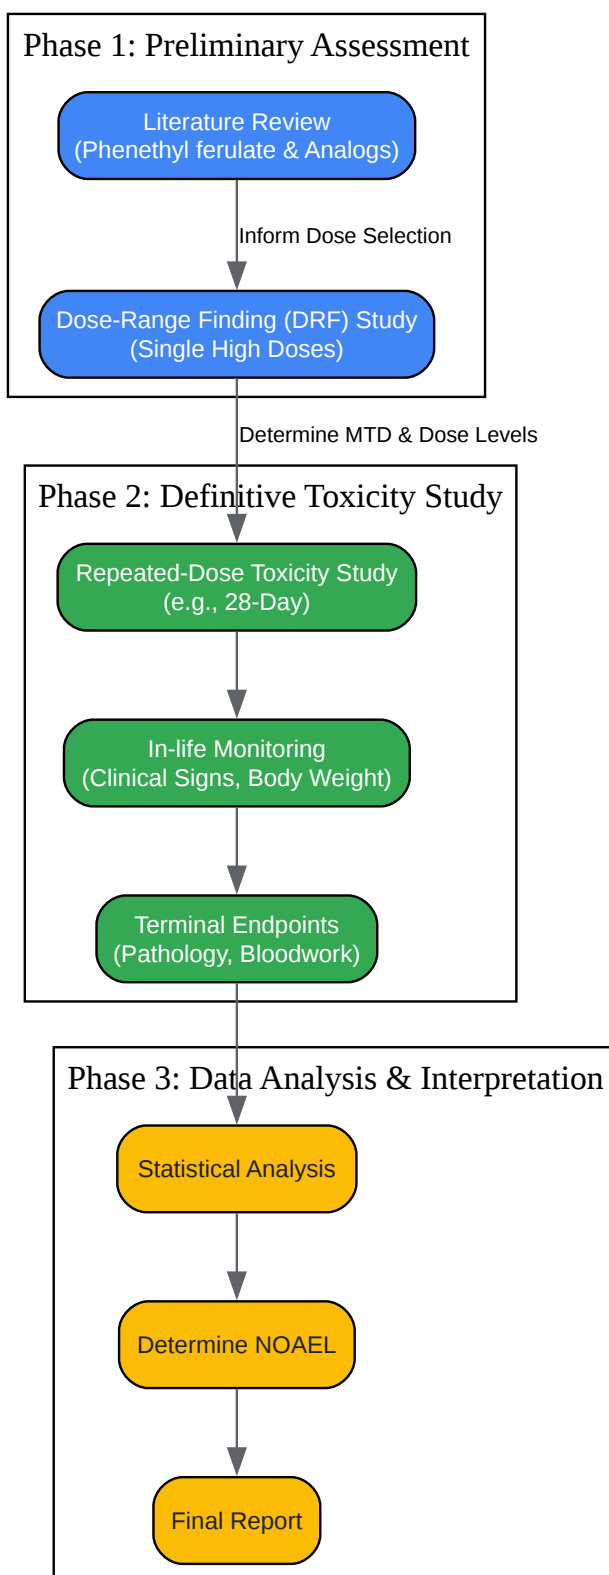 Phase 1: Preliminary Assessment
Literature Review
(Phenethyl ferulate & Analogs)
Inform Dose Selection
Dose-Range Finding (DRF) Study
(Single High Doses)
Determine MTD & Dose Levels
Phase 2: Definitive Toxicity Study
Repeated-Dose Toxicity Study
(e.g., 28-Day)
In-life Monitoring
(Clinical Signs, Body Weight)
Terminal Endpoints
(Pathology, Bloodwork)
Phase 3: Data Analysis & Interpretation
Statistical Analysis
Determine NOAEL
Final Report